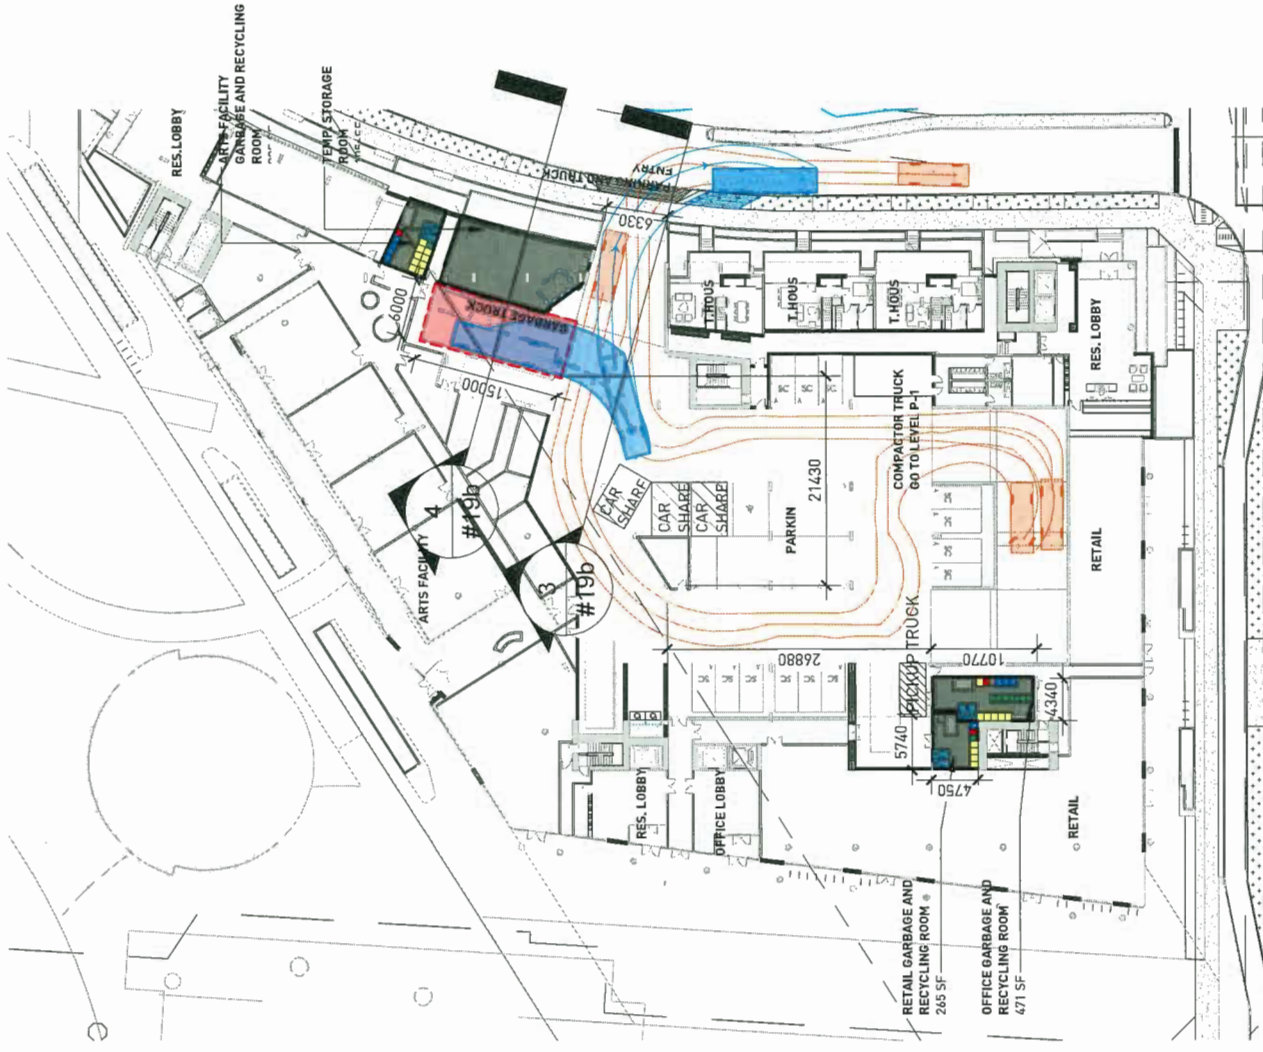 RES.LOBBY
ARTS FACILITY
GARBAGE AND RECYCLING
ROOM
TEMP. STORAGE
ROOM
PARKING AND TRUCK
ENTRY
6330
6000
GARBAGE TRUCK
15000
T.HOUS
T.HOUS
T.HOUS
RES. LOBBY
4
#19b
3
#19b
ARTS FACILITY
CAR
SHARE
CAR
SHARE
CAR
SHARE
PARKIN
21430
COMPACTOR TRUCK
GO TO LEVEL P-1
RETAIL
26880
PICKUP TRUCK
10770
4340
5740
4750
RES. LOBBY
OFFICE LOBBY
RETAIL
RETAIL GARBAGE AND
RECYCLING ROOM
265 SF
OFFICE GARBAGE AND
RECYCLING ROOM
471 SF